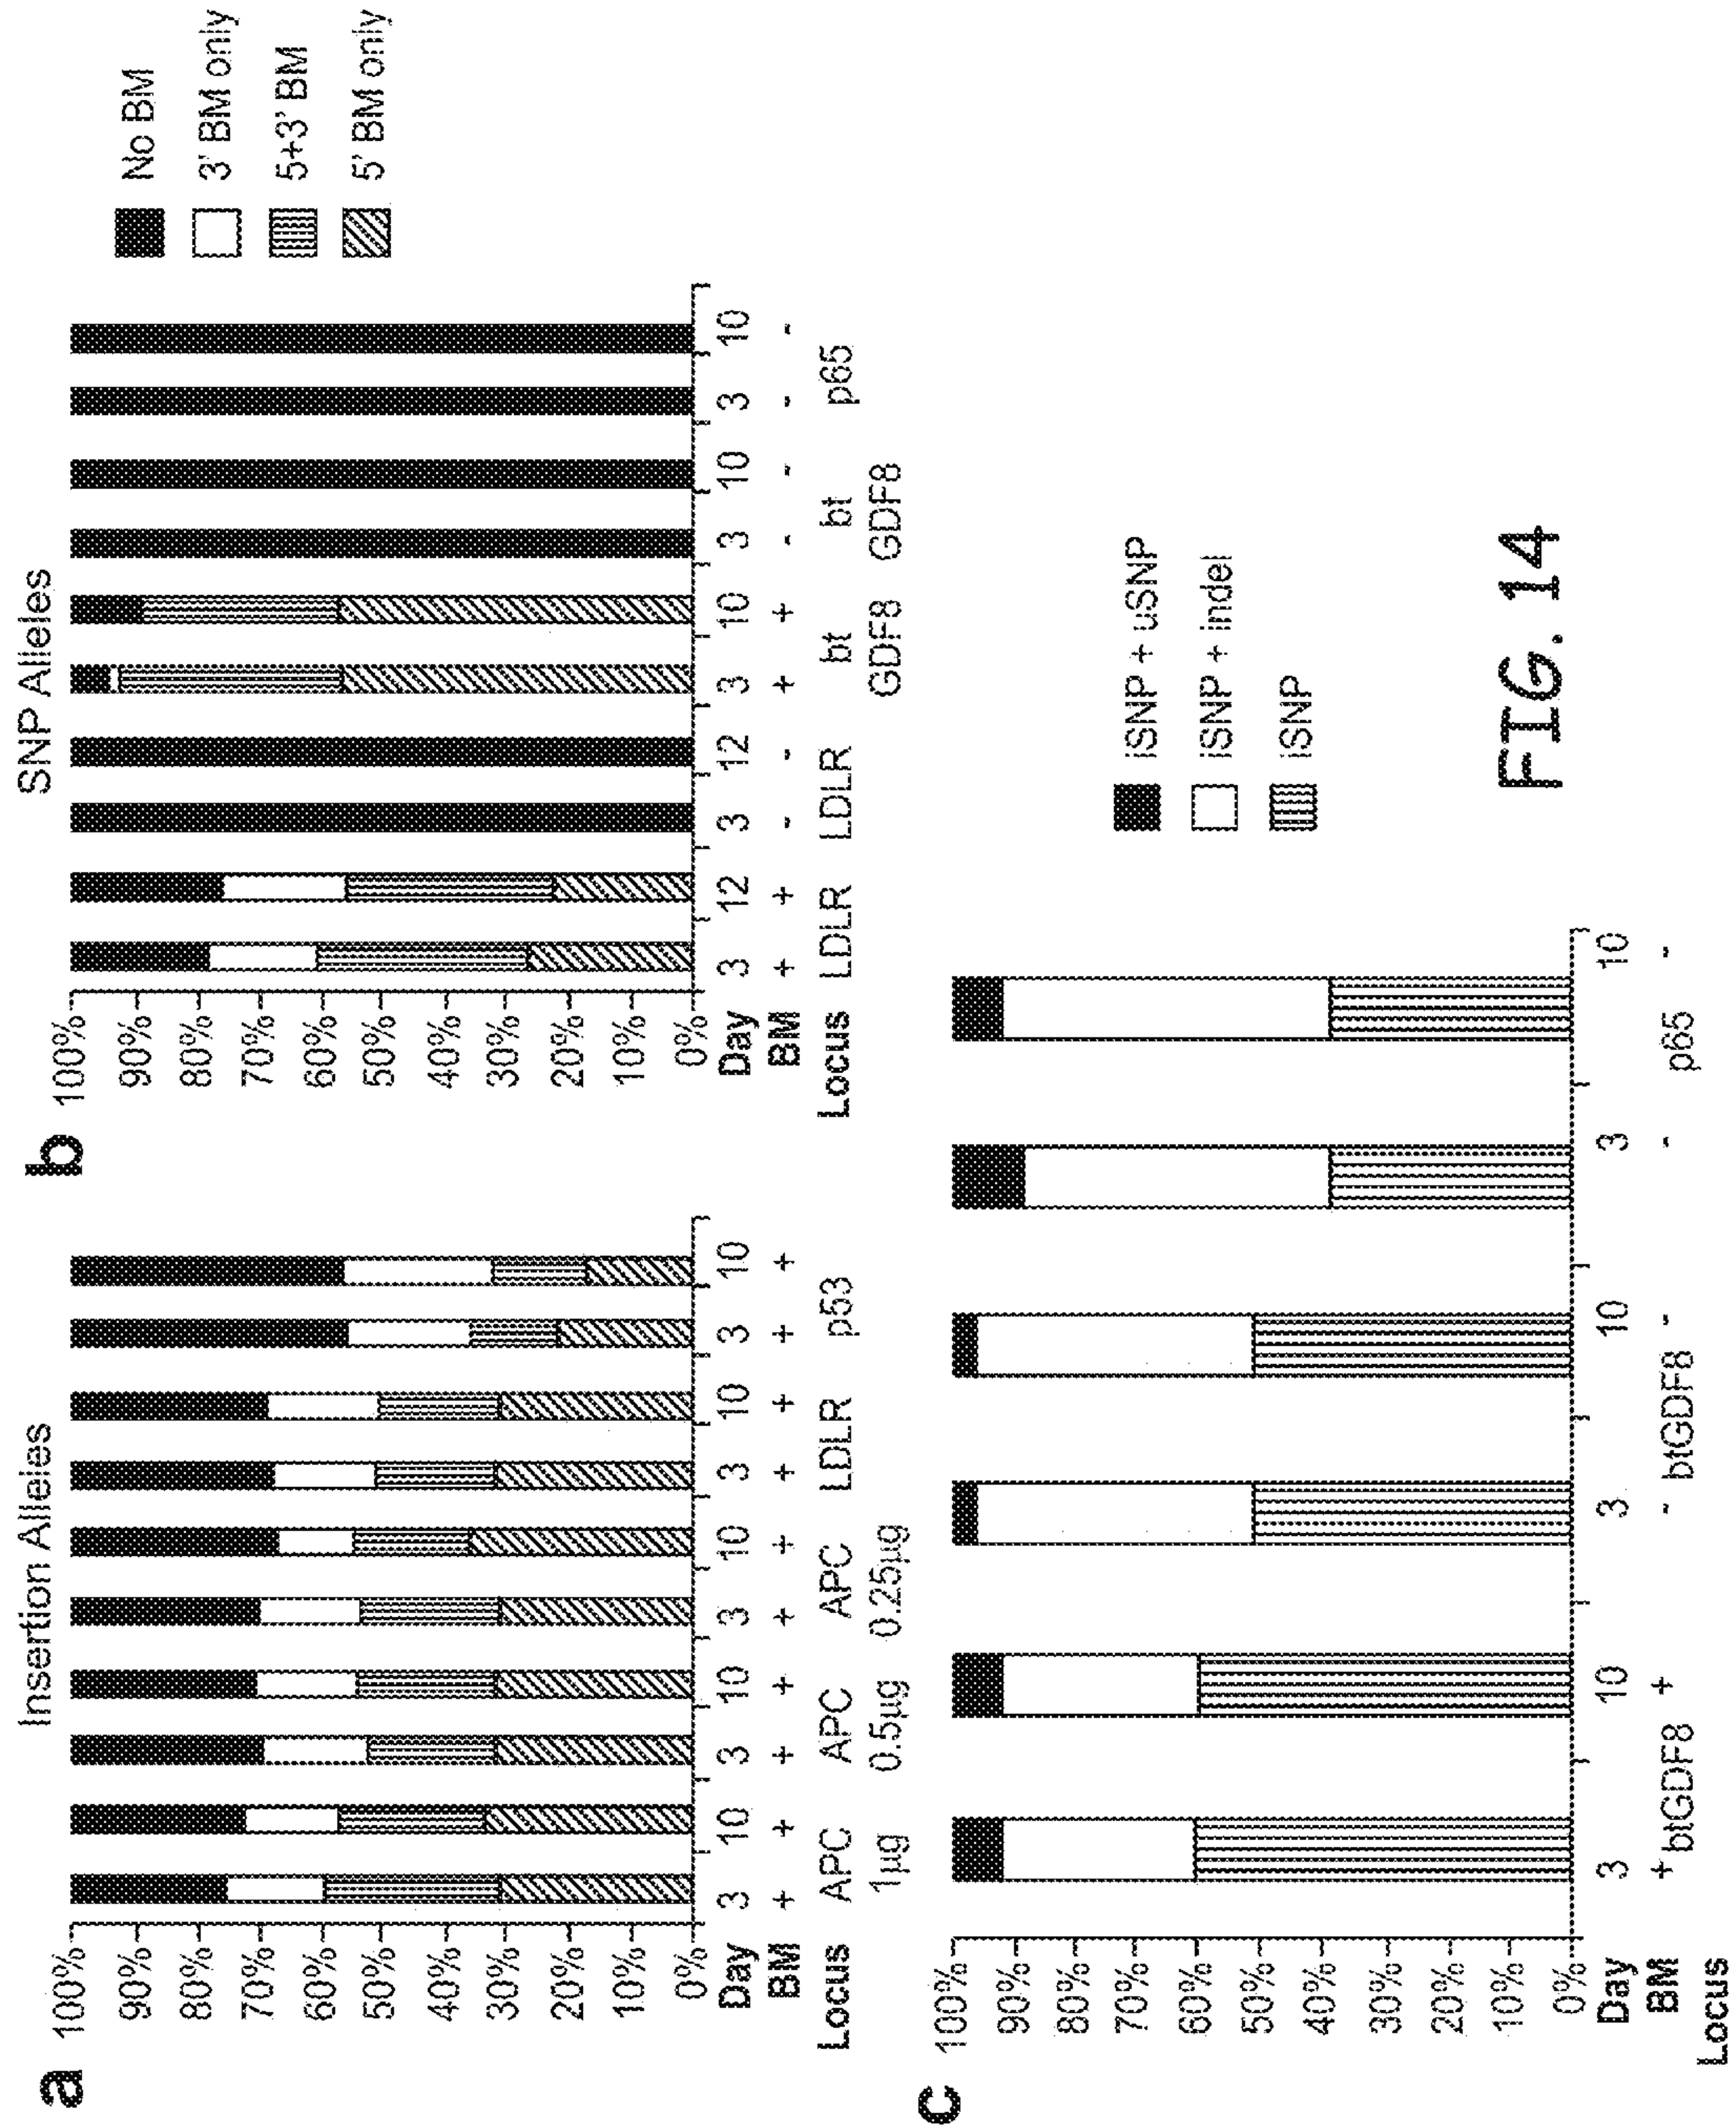 a
Insertion Alleles
100%
90%
80%
70%
60%
50%
40%
30%
20%
10%
0%
Day 3 10 3 10 3 10 3 10 3 10
BM + + + + + + + + + +
Locus APC APC APC LDLR p53
1µg 0.5µg 0.25µg
b
SNP Alleles
100%
90%
80%
70%
60%
50%
40%
30%
20%
10%
0%
Day 3 12 3 12 3 10 3 10 3 10
BM + + - - + + - - - -
Locus LDLR LDLR bt bt p65
GDF8 GDF8
No BM
3' BM only
5+3' BM
5' BM only
c
100%
90%
80%
70%
60%
50%
40%
30%
20%
10%
0%
Day 3 10 3 10 3 10
BM + + - - - -
Locus btGDF8 btGDF8 p65
iSNP + uSNP
iSNP + indel
iSNP
FIG. 14